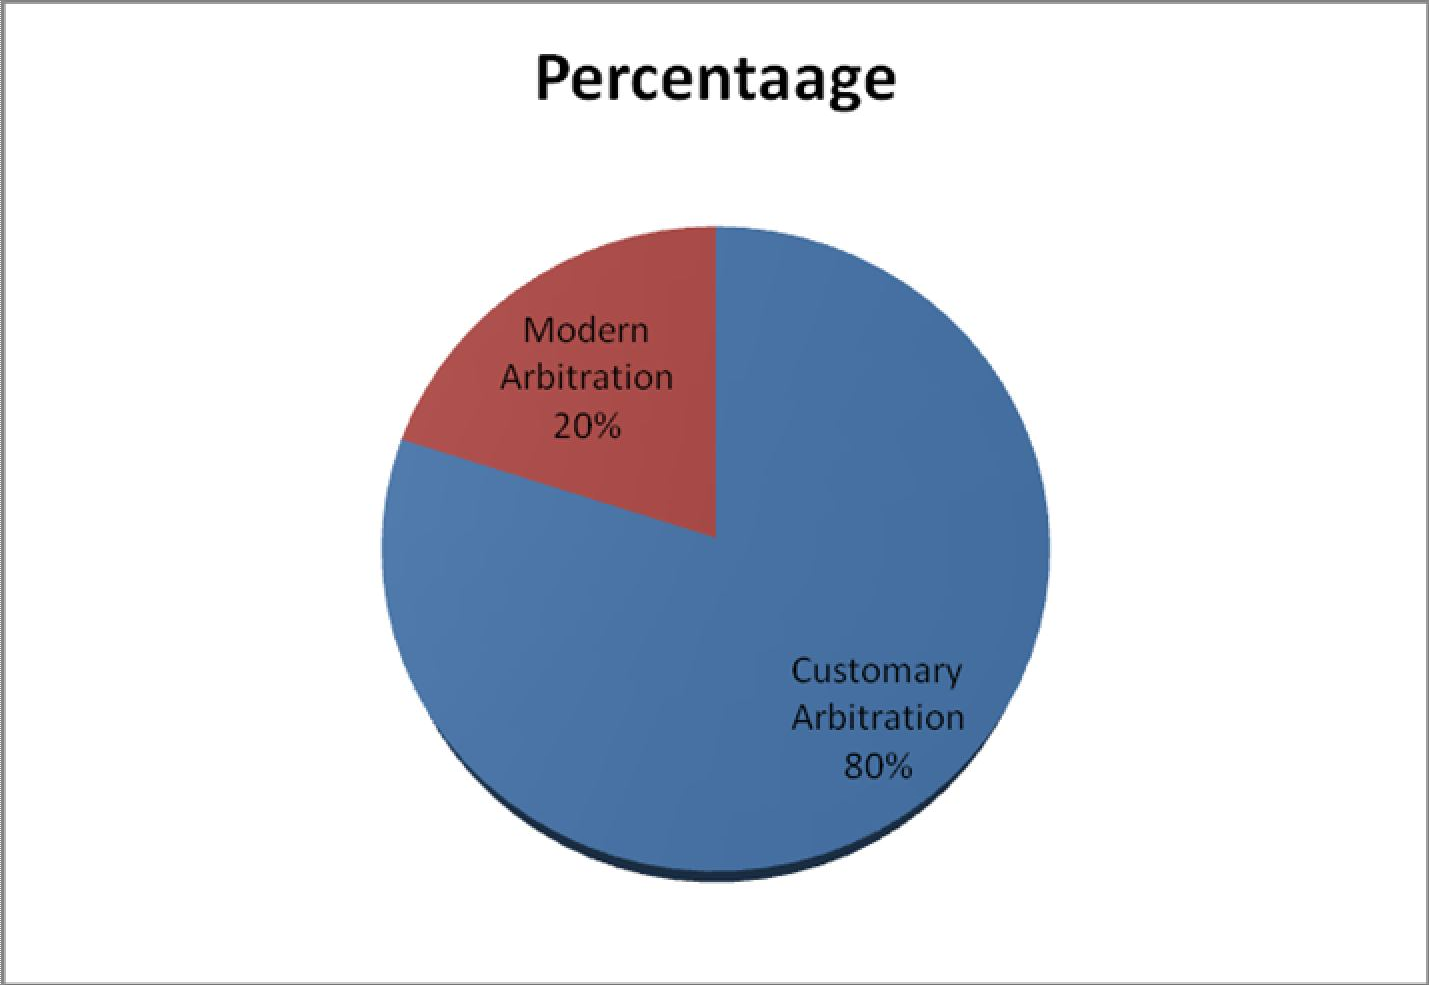 Percentaage
Modern
Arbitration
20%
Customary
Arbitration
80%